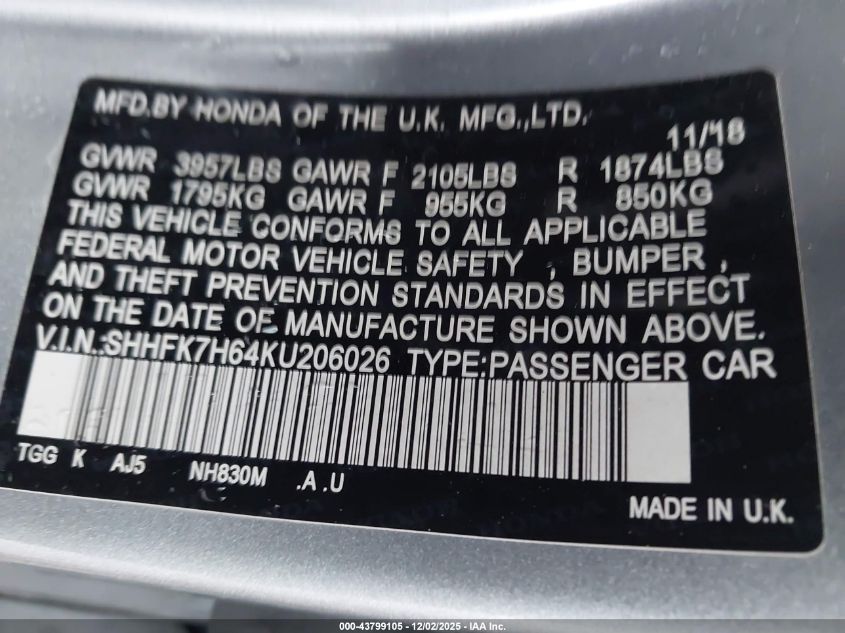 MFD.BY HONDA OF THE U.K. MFG.,LTD.
11/'18
GVWR 3957LBS GAWR F 2105LBS R 1874LBS
GVWR 1795KG GAWR F 955KG R 850KG
THIS VEHICLE CONFORMS TO ALL APPLICABLE
FEDERAL MOTOR VEHICLE SAFETY , BUMPER ,
AND THEFT PREVENTION STANDARDS IN EFFECT
ON THE DATE OF MANUFACTURE SHOWN ABOVE.
V.I.N.:SHHFK7H64KU206026 TYPE:PASSENGER CAR
TGG K AJ5 NH830M .A .U
MADE IN U.K.
000-43799105 - 12/02/2025 - IAA Inc.